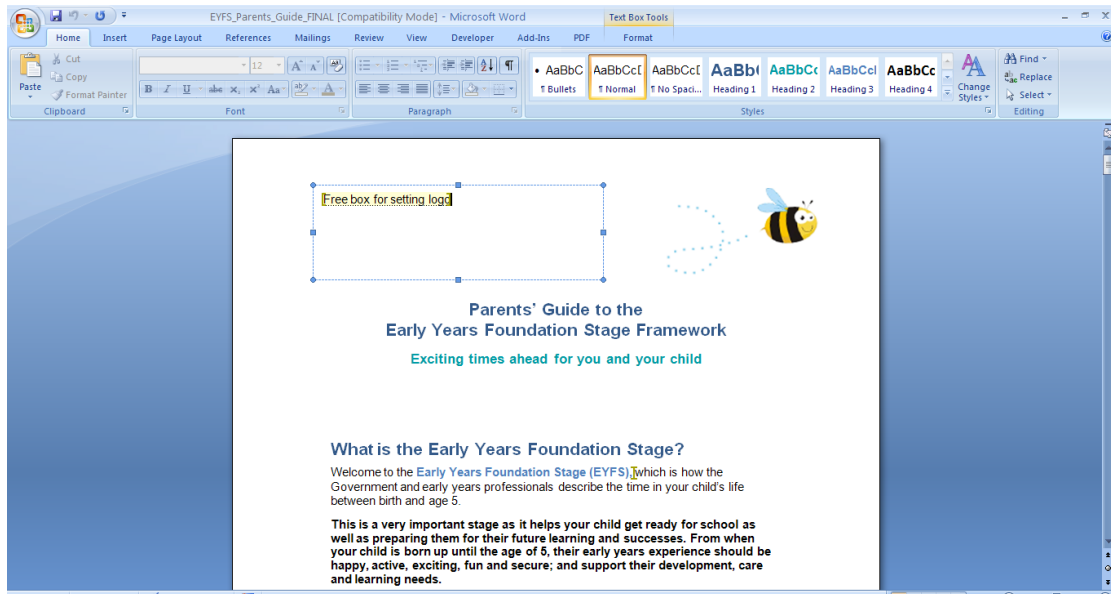 EYFS_Parents_Guide_FINAL [Compatibility Mode] - Microsoft Word
Text Box Tools
Home Insert Page Layout References Mailings Review View Developer Add-Ins PDF Format
Paste
Cut
Copy
Format Painter
Clipboard
12
A A
B I U abc X₂ X² Aa ab A
Font
Paragraph
• AaBbC AaBbCcI AaBbCcI AaBb( AaBbCc AaBbCcI AaBbCc
¶ Bullets ¶ Normal ¶ No Spaci... Heading 1 Heading 2 Heading 3 Heading 4
Change Styles
Styles
Find
Replace
Select
Editing
Free box for setting logo
Parents' Guide to the
Early Years Foundation Stage Framework
Exciting times ahead for you and your child
What is the Early Years Foundation Stage?
Welcome to the Early Years Foundation Stage (EYFS), which is how the
Government and early years professionals describe the time in your child's life
between birth and age 5.
This is a very important stage as it helps your child get ready for school as
well as preparing them for their future learning and successes. From when
your child is born up until the age of 5, their early years experience should be
happy, active, exciting, fun and secure; and support their development, care
and learning needs.